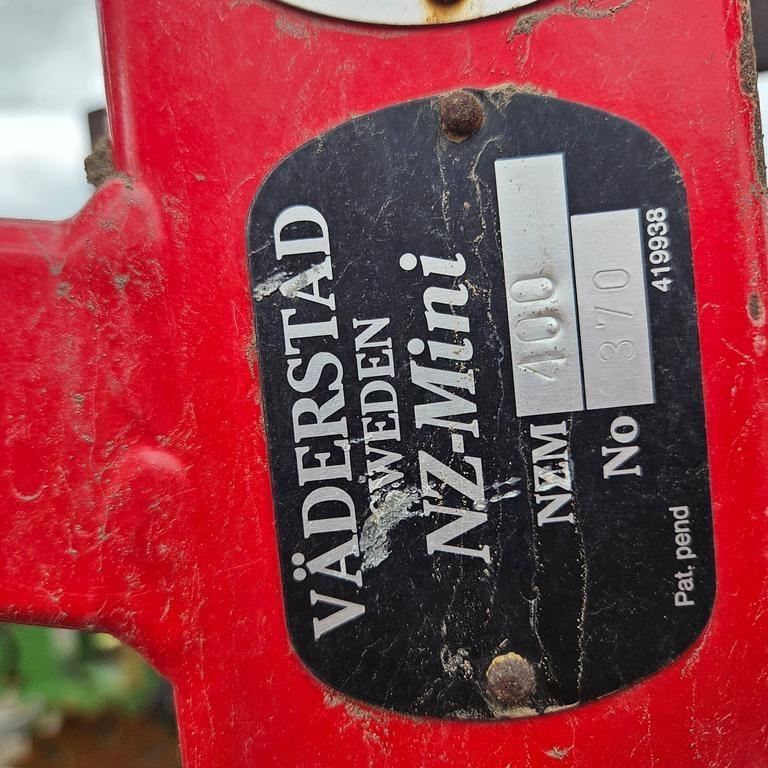 VÄDERSTAD
SWEDEN
NZ-Mini
NZM 400
No 370
Pat. pend 419938